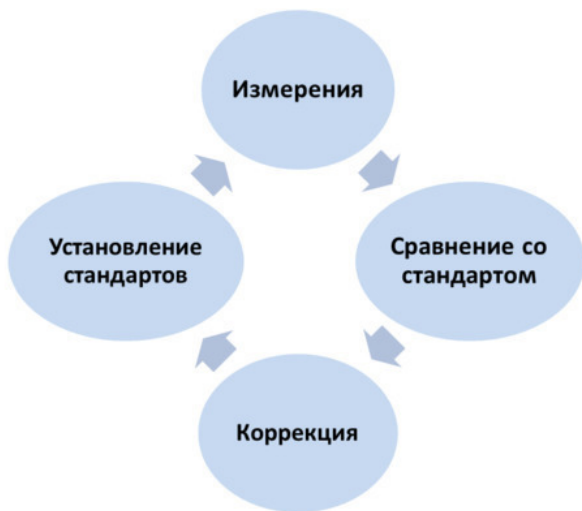 Измерения
Установление
стандартов
Сравнение со
стандартом
Коррекция